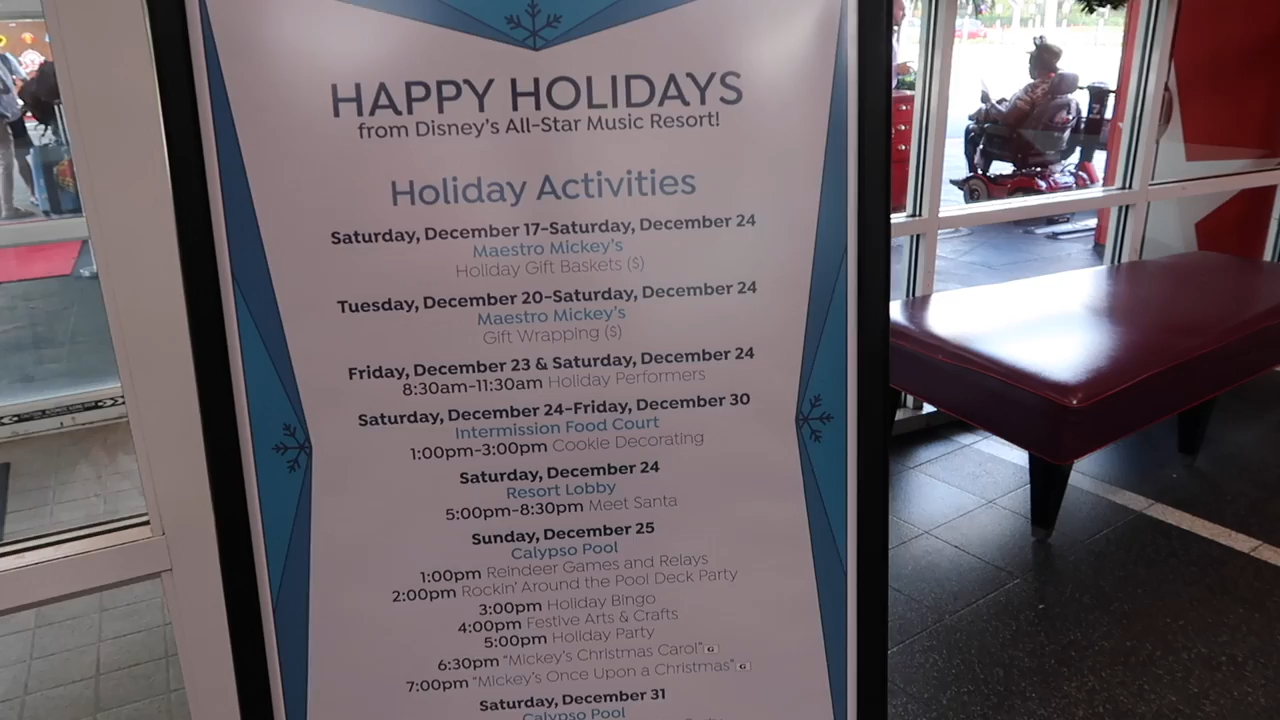 HAPPY HOLIDAYS
from Disney's All-Star Music Resort!
Holiday Activities
Saturday, December 17-Saturday, December 24
Maestro Mickey's
Holiday Gift Baskets ($)
Tuesday, December 20-Saturday, December 24
Maestro Mickey's
Gift Wrapping ($)
Friday, December 23 & Saturday, December 24
8:30am-11:30am Holiday Performers
Saturday, December 24-Friday, December 30
Intermission Food Court
1:00pm-3:00pm Cookie Decorating
Saturday, December 24
Resort Lobby
5:00pm-8:30pm Meet Santa
Sunday, December 25
Calypso Pool
1:00pm Reindeer Games and Relays
2:00pm Rockin' Around the Pool Deck Party
3:00pm Holiday Bingo
4:00pm Festive Arts & Crafts
5:00pm Holiday Party
6:30pm "Mickey's Christmas Carol" G
7:00pm "Mickey's Once Upon a Christmas" G
Saturday, December 31
Calypso Pool